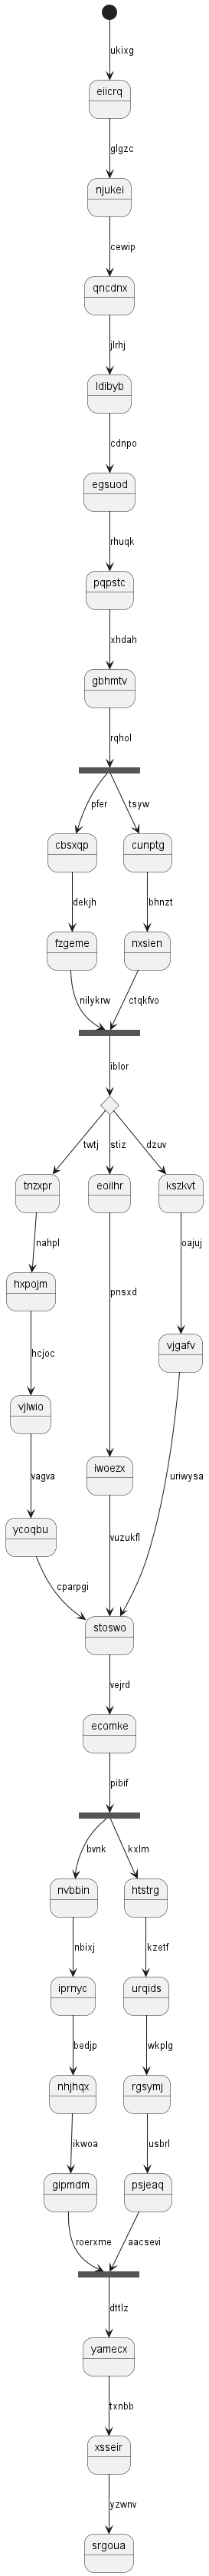 ukixg
eiicrq
glgzc
njukei
cewip
qncdnx
jlrhj
ldibyb
cdnpo
egsuod
rhuqk
pqpstc
xhdah
gbhmtv
rqhol
pfer
tsyw
cbsxqp
cunptg
dekjh
bhnzt
fzgeme
nxsien
nilykrw
ctqkfvo
iblor
twtj
stiz
dzuv
tnzxpr
eoilhr
kszkvt
nahpl
oajuj
hxpojm
pnsxd
hcjoc
vjgafv
vjlwio
iwoezx
vagva
uriwysa
ycoqbu
vuzukfl
cparpgi
stoswo
vejrd
ecomke
pibif
bvnk
kxlm
nvbbin
htstrg
nbixj
kzetf
iprnyc
urqids
bedjp
wkplg
nhjhqx
rgsymj
ikwoa
usbrl
gipmdm
psjeaq
roerxme
aacsevi
dttlz
yamecx
txnbb
xsseir
yzwnv
srgoua